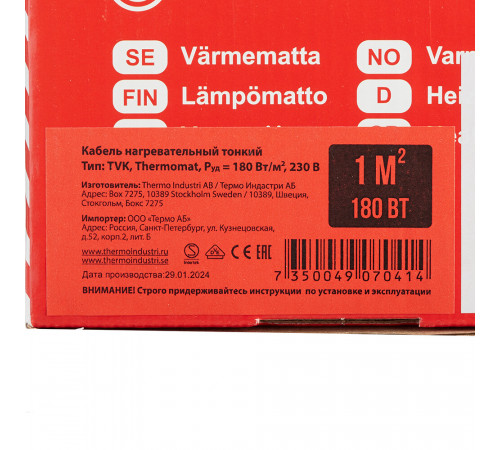 SE Värmematta NO
FIN Lämpömatto D
Кабель нагревательный тонкий
Тип: TVK, Thermomat, Pуд = 180 Вт/м², 230 В
Изготовитель: Thermo Industri AB / Термо Индастри АБ
Адрес: Box 7275, 10389 Stockholm Sweden / 10389, Швеция,
Стокгольм, Бокс 7275
Импортер: ООО «Термо АБ»
Адрес: Россия, Санкт-Петербург, ул. Кузнецовская,
д.52, корп.2, лит. Б
www.thermoindustri.ru
www.thermoindustri.se
Дата производства:29.01.2024
1 М²
180 ВТ
CE EAC
7 350049 070414
ВНИМАНИЕ! Строго придерживайтесь инструкции по установке и эксплуатации